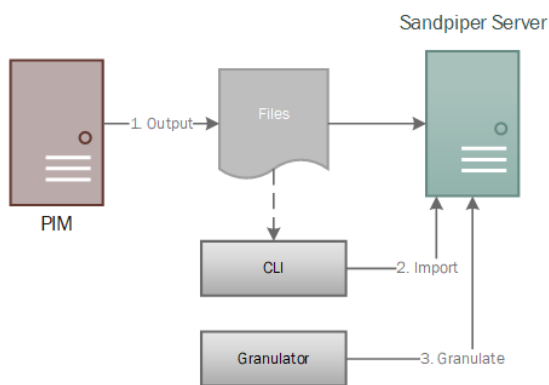 Sandpiper Server
Files
1. Output
PIM
CLI
2. Import
Granulator
3. Granulate